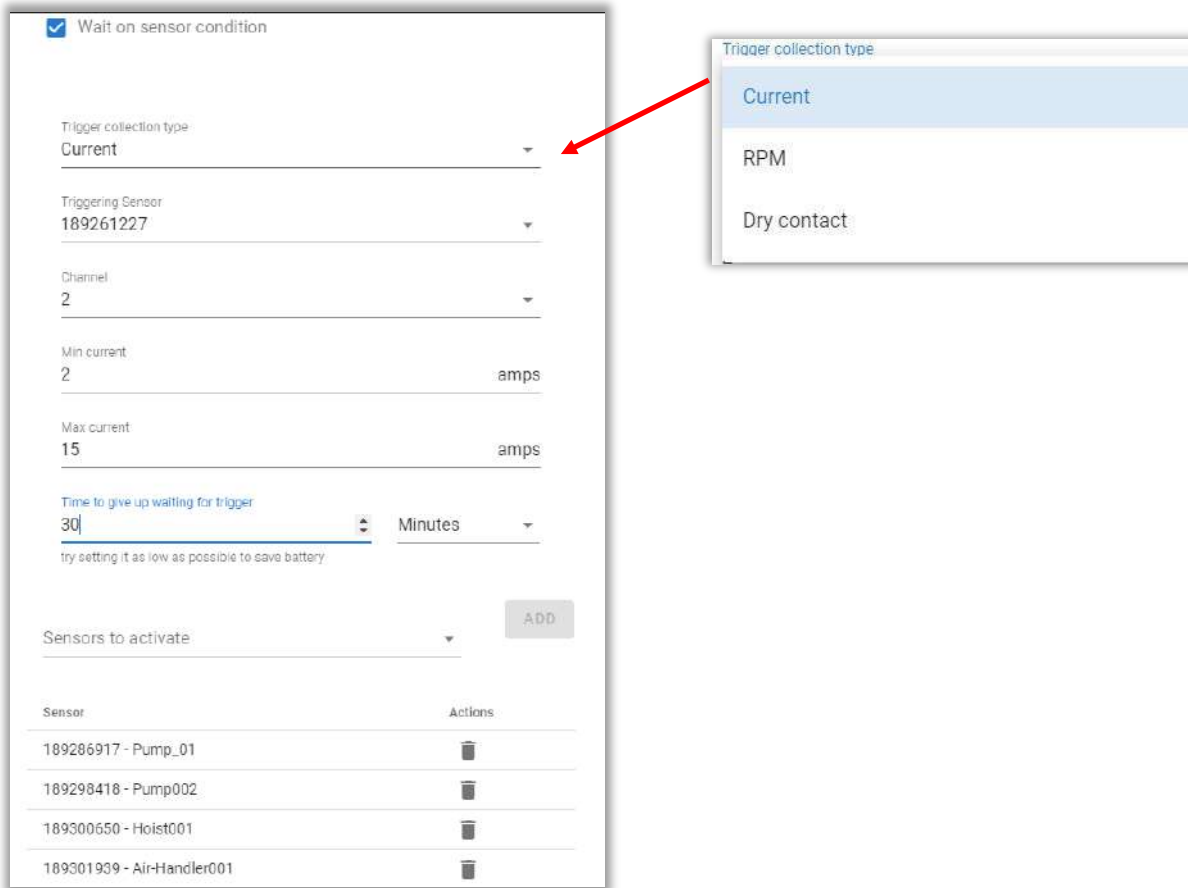 Wait on sensor condition
Trigger collection type
Current
Triggering Sensor
189261227
Channel
2
Min current
2 amps
Max current
15 amps
Time to give up waiting for trigger
30 Minutes
try setting it as low as possible to save battery
Sensors to activate
ADD
Sensor Actions
189286917 - Pump_01
189298418 - Pump002
189300650 - Hoist001
189301939 - Air-Handler001
Trigger collection type
Current
RPM
Dry contact